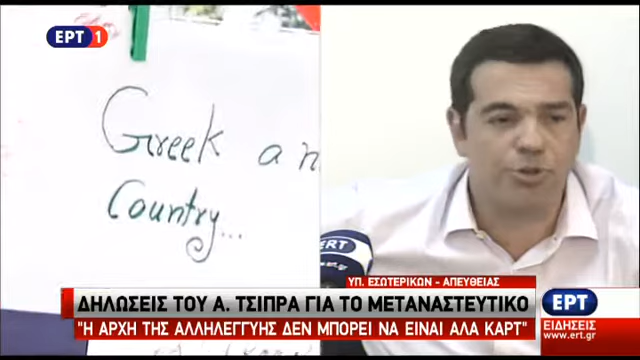 ΕΡΤ 1
Greek a
Country...
ERT
ΥΠ. ΕΣΩΤΕΡΙΚΩΝ - ΑΠΕΥΘΕΙΑΣ
ΔΗΛΩΣΕΙΣ ΤΟΥ Α. ΤΣΙΠΡΑ ΓΙΑ ΤΟ ΜΕΤΑΝΑΣΤΕΥΤΙΚΟ
"Η ΑΡΧΗ ΤΗΣ ΑΛΛΗΛΕΓΓΥΗΣ ΔΕΝ ΜΠΟΡΕΙ ΝΑ ΕΙΝΑΙ ΑΛΑ ΚΑΡΤ"
ΕΡΤ
ΕΙΔΗΣΕΙΣ
www.ert.gr